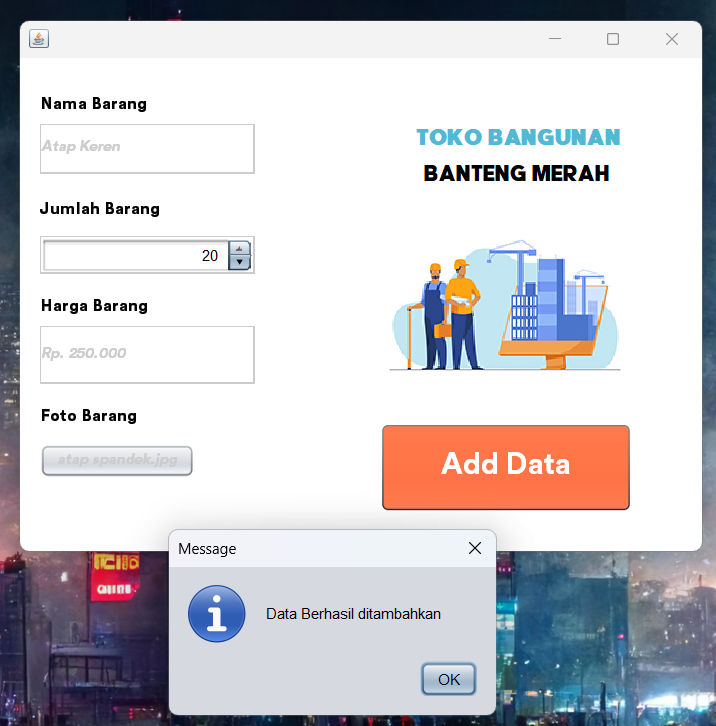 Nama Barang
Atap Keren
Jumlah Barang
20
Harga Barang
Rp. 250.000
Foto Barang
atap spandek.jpg
TOKO BANGUNAN
BANTENG MERAH
Add Data
Message
Data Berhasil ditambahkan
OK